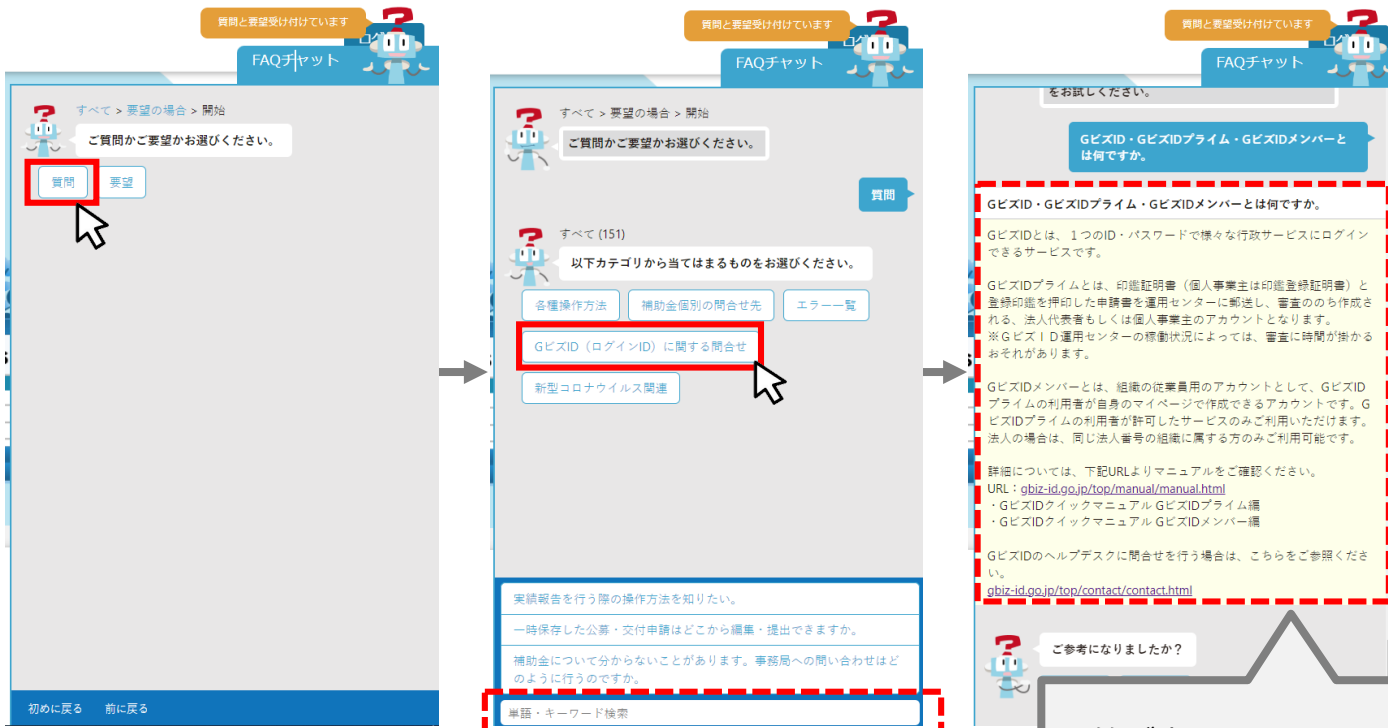 質問と要望受け付けています
FAQチャット
すべて > 要望の場合 > 開始
ご質問かご要望かお選びください。
質問
要望
初めに戻る
前に戻る
質問と要望受け付けています
FAQチャット
すべて > 要望の場合 > 開始
ご質問かご要望かお選びください。
質問
すべて (151)
以下カテゴリから当てはまるものをお選びください。
各種操作方法
補助金個別の問合せ先
エラー一覧
GビズID（ログインID）に関する問合せ
新型コロナウイルス関連
実績報告を行う際の操作方法を知りたい。
一時保存した公募・交付申請はどこから編集・提出できますか。
補助金について分からないことがあります。事務局への問い合わせはど
のように行うのですか。
単語・キーワード検索
質問と要望受け付けています
FAQチャット
をお試しください。
GビズID・GビズIDプライム・GビズIDメンバーと
は何ですか。
GビズID・GビズIDプライム・GビズIDメンバーとは何ですか。
GビズIDとは、１つのID・パスワードで様々な行政サービスにログイン
できるサービスです。
GビズIDプライムとは、印鑑証明書（個人事業主は印鑑登録証明書）と
登録印鑑を押印した申請書を運用センターに郵送し、審査ののち作成さ
れる、法人代表者もしくは個人事業主のアカウントとなります。
※ＧビズＩＤ運用センターの稼働状況によっては、審査に時間が掛かる
おそれがあります。
GビズIDメンバーとは、組織の従業員用のアカウントとして、GビズID
プライムの利用者が自身のマイページで作成できるアカウントです。G
ビズIDプライムの利用者が許可したサービスのみご利用いただけます。
法人の場合は、同じ法人番号の組織に属する方のみご利用可能です。
詳細については、下記URLよりマニュアルをご確認ください。
URL：gbiz-id.go.jp/top/manual/manual.html
・GビズIDクイックマニュアル GビズIDプライム編
・GビズIDクイックマニュアル GビズIDメンバー編
GビズIDのヘルプデスクに問合せを行う場合は、こちらをご参照くださ
い。
gbiz-id.go.jp/top/contact/contact.html
ご参考になりましたか？